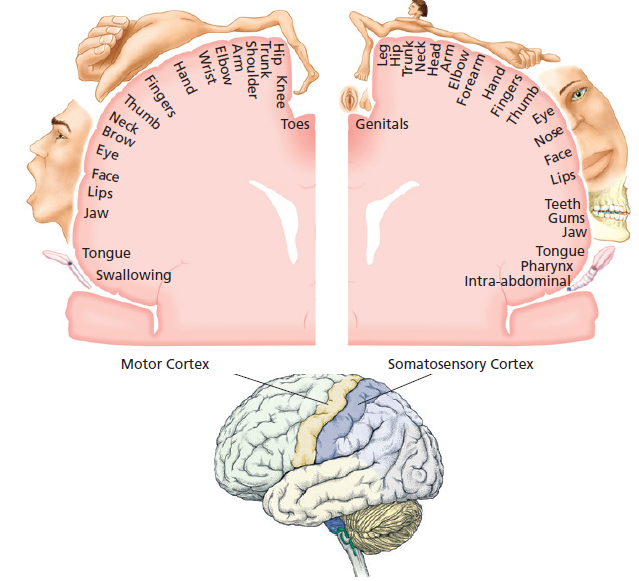 Toes
Knee
Hip
Trunk
Shoulder
Arm
Elbow
Wrist
Hand
Fingers
Thumb
Neck
Brow
Eye
Face
Lips
Jaw
Tongue
Swallowing
Genitals
Leg
Hip
Trunk
Neck
Head
Arm
Elbow
Forearm
Hand
Fingers
Thumb
Eye
Nose
Face
Lips
Teeth
Gums
Jaw
Tongue
Pharynx
Intra-abdominal
Motor Cortex
Somatosensory Cortex